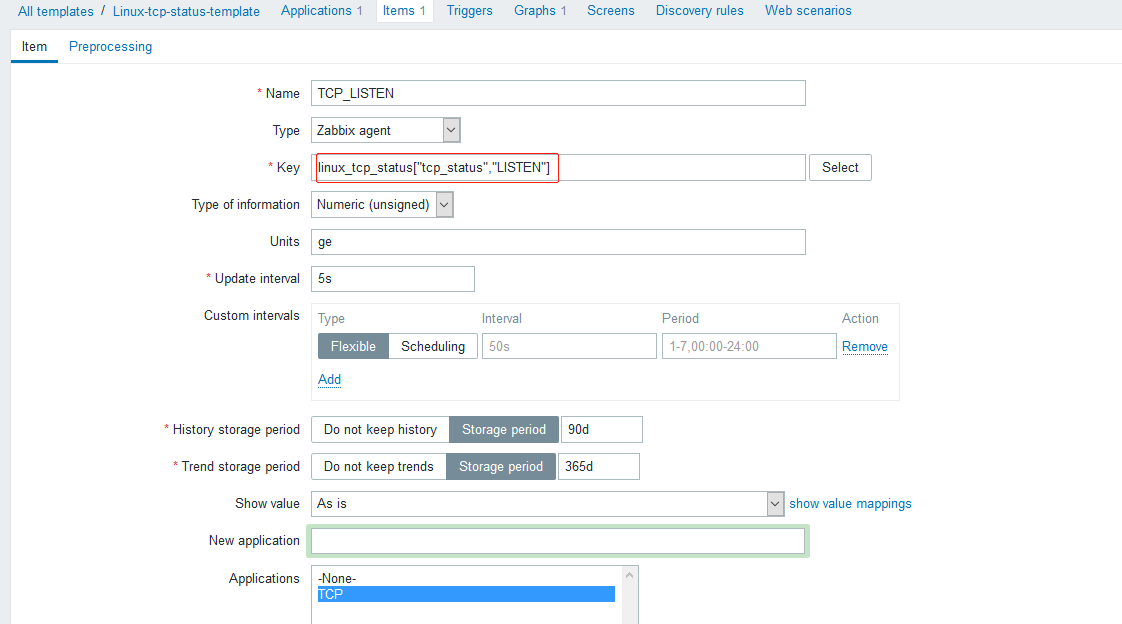 All templates / Linux-tcp-status-template Applications 1 Items 1 Triggers Graphs 1 Screens Discovery rules Web scenarios
Item Preprocessing
* Name TCP_LISTEN
Type Zabbix agent
* Key linux_tcp_status["tcp_status","LISTEN"] Select
Type of information Numeric (unsigned)
Units ge
* Update interval 5s
Custom intervals Type Interval Period Action
Flexible Scheduling 50s 1-7,00:00-24:00 Remove
Add
* History storage period Do not keep history Storage period 90d
* Trend storage period Do not keep trends Storage period 365d
Show value As is show value mappings
New application
Applications -None-
TCP